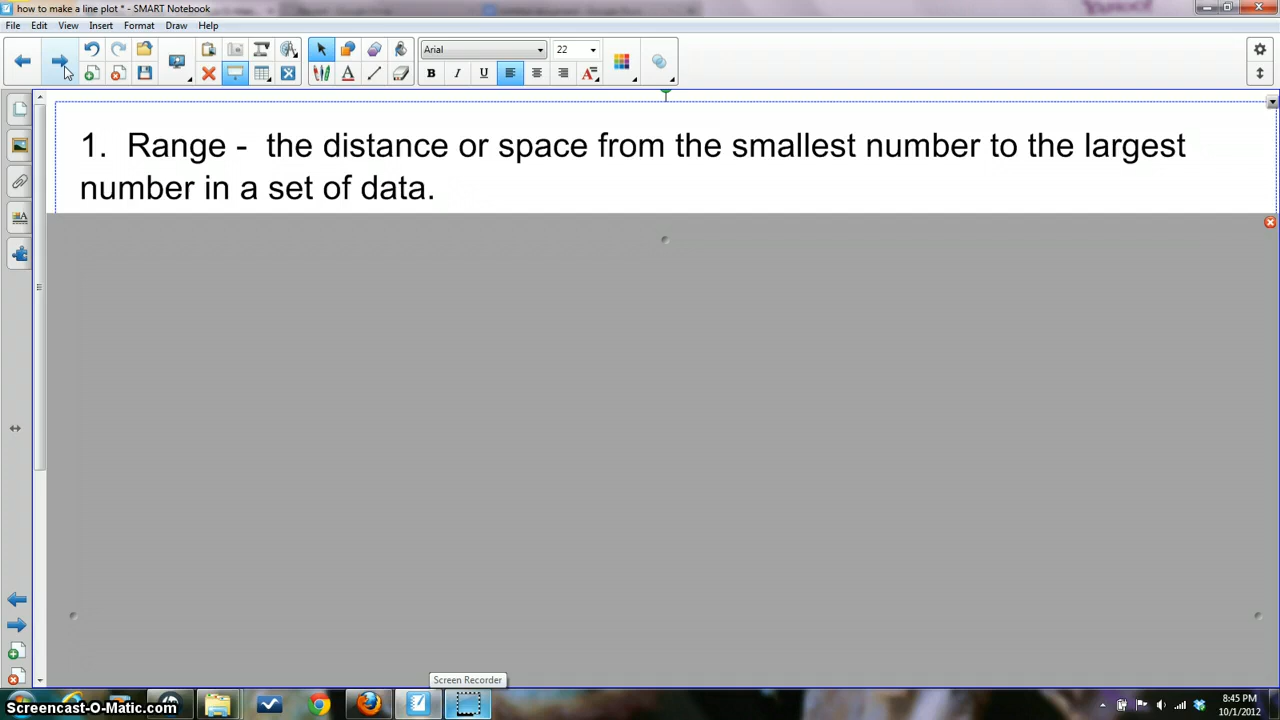 how to make a line plot * - SMART Notebook
File Edit View Insert Format Draw Help
Arial 22
B I U
1. Range - the distance or space from the smallest number to the largest
number in a set of data.
Screen Recorder
Screencast-O-Matic.com
8:45 PM
10/1/2012